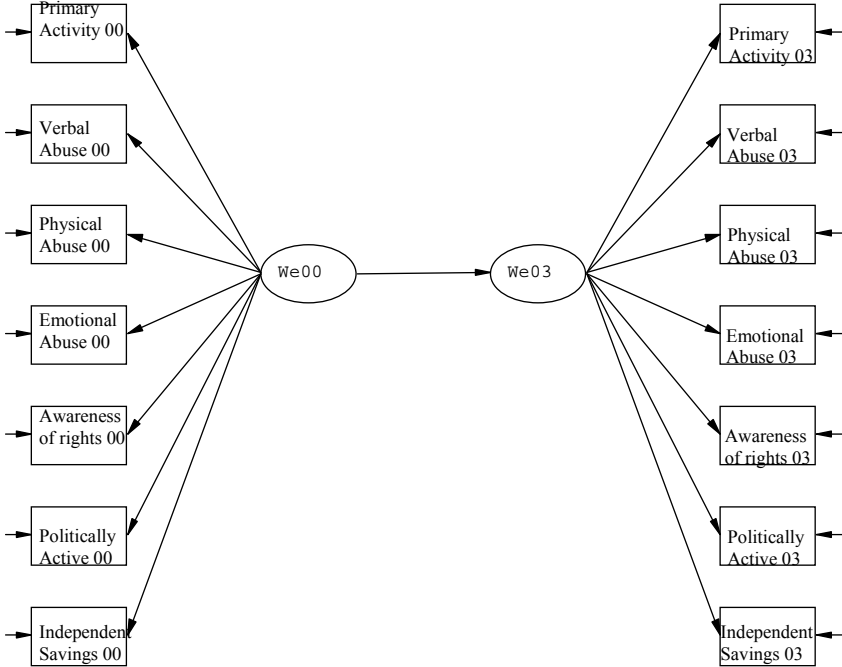 Primary
Activity 00
Verbal
Abuse 00
Physical
Abuse 00
Emotional
Abuse 00
Awareness
of rights 00
Politically
Active 00
Independent
Savings 00
We00
We03
Primary
Activity 03
Verbal
Abuse 03
Physical
Abuse 03
Emotional
Abuse 03
Awareness
of rights 03
Politically
Active 03
Independent
Savings 03